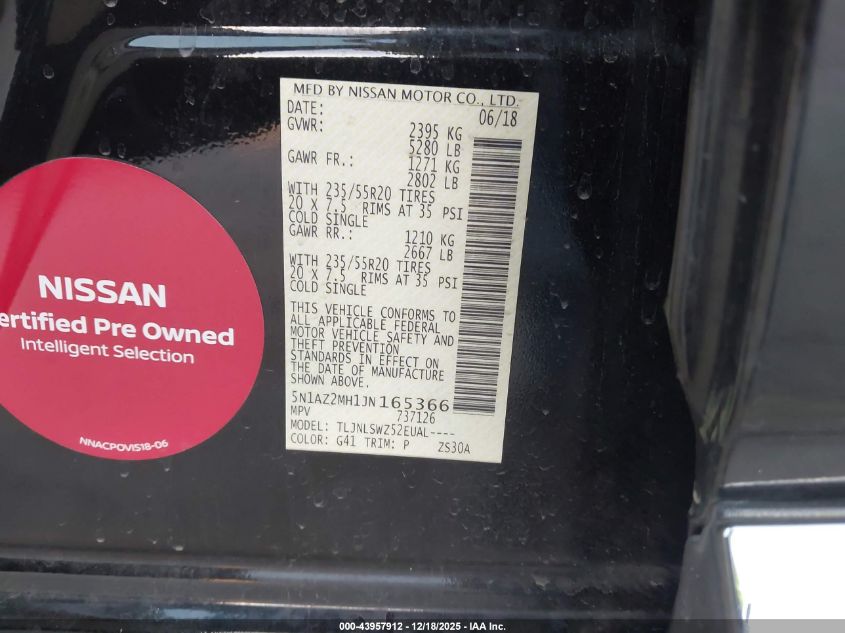 MFD BY NISSAN MOTOR CO., LTD.
DATE: 06/18
GVWR: 2395 KG
5280 LB
GAWR FR.: 1271 KG
2802 LB
WITH 235/55R20 TIRES
20 X 7.5 RIMS AT 35 PSI
COLD SINGLE
GAWR RR.: 1210 KG
2667 LB
WITH 235/55R20 TIRES
20 X 7.5 RIMS AT 35 PSI
COLD SINGLE
THIS VEHICLE CONFORMS TO
ALL APPLICABLE FEDERAL
MOTOR VEHICLE SAFETY AND
THEFT PREVENTION
STANDARDS IN EFFECT ON
THE DATE OF MANUFACTURE
SHOWN ABOVE.
5N1AZ2MH1JN165366
MPV 737126
MODEL: TLJNLSWZ52EUAL----
COLOR: G41 TRIM: P ZS30A
NISSAN
ertified Pre Owned
Intelligent Selection
NNACPOVIS18-06
000-43957912 - 12/18/2025 - IAA Inc.